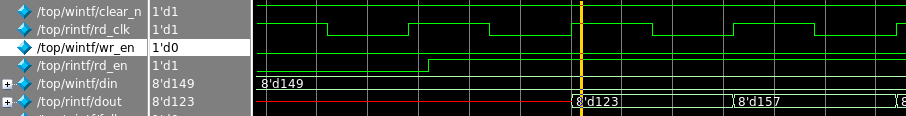 /top/wintf/clear_n 1'd1
/top/rintf/rd_clk 1'd1
/top/wintf/wr_en 1'd0
/top/rintf/rd_en 1'd1
/top/wintf/din 8'd149 8'd149
/top/rintf/dout 8'd123 8'd123 8'd157